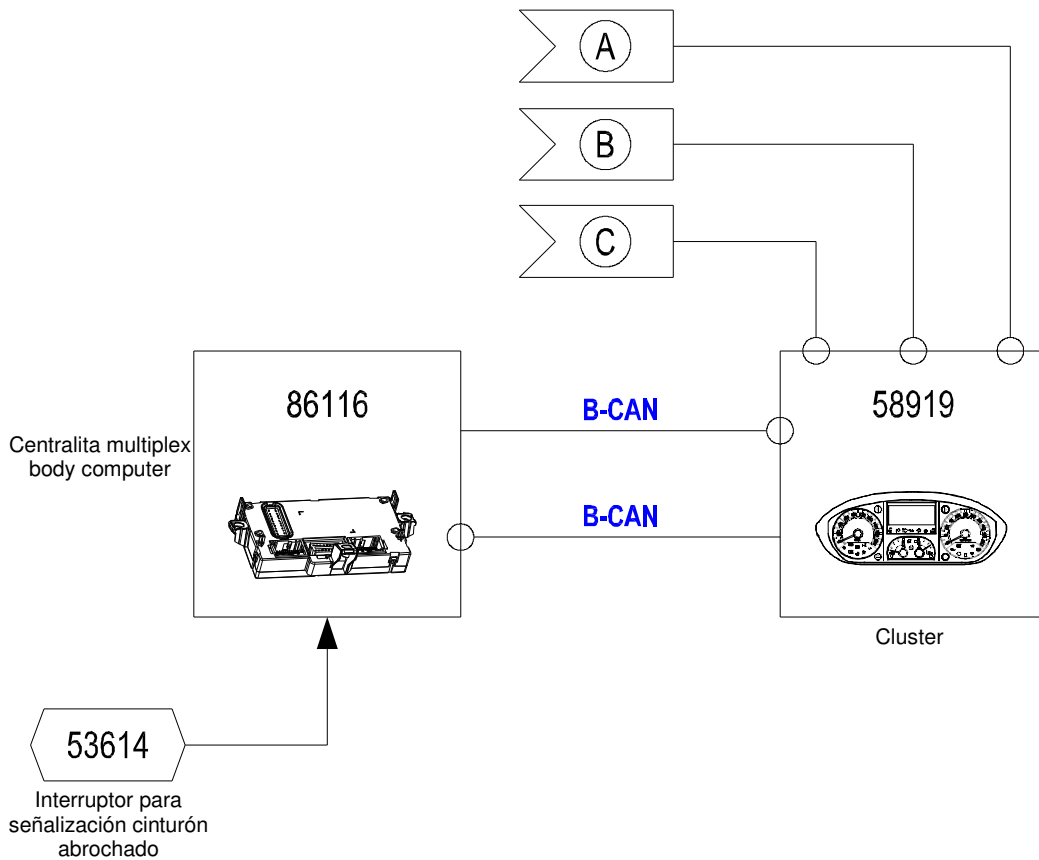 A
B
C
86116
B-CAN
58919
Centralita multiplex
body computer
B-CAN
Cluster
53614
Interruptor para
señalización cinturón
abrochado